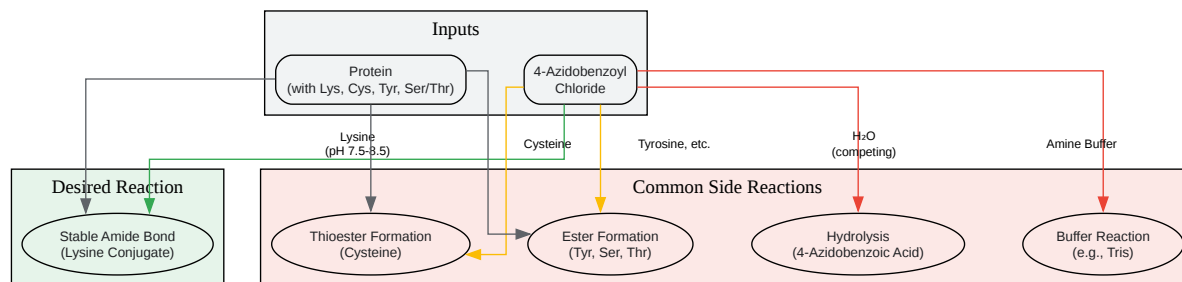 Inputs
Protein
(with Lys, Cys, Tyr, Ser/Thr)
4-Azidobenzoyl
Chloride
Lysine
(pH 7.5-8.5)
Cysteine
Tyrosine, etc.
H₂O
(competing)
Amine Buffer
Desired Reaction
Common Side Reactions
Stable Amide Bond
(Lysine Conjugate)
Thioester Formation
(Cysteine)
Ester Formation
(Tyr, Ser, Thr)
Hydrolysis
(4-Azidobenzoic Acid)
Buffer Reaction
(e.g., Tris)